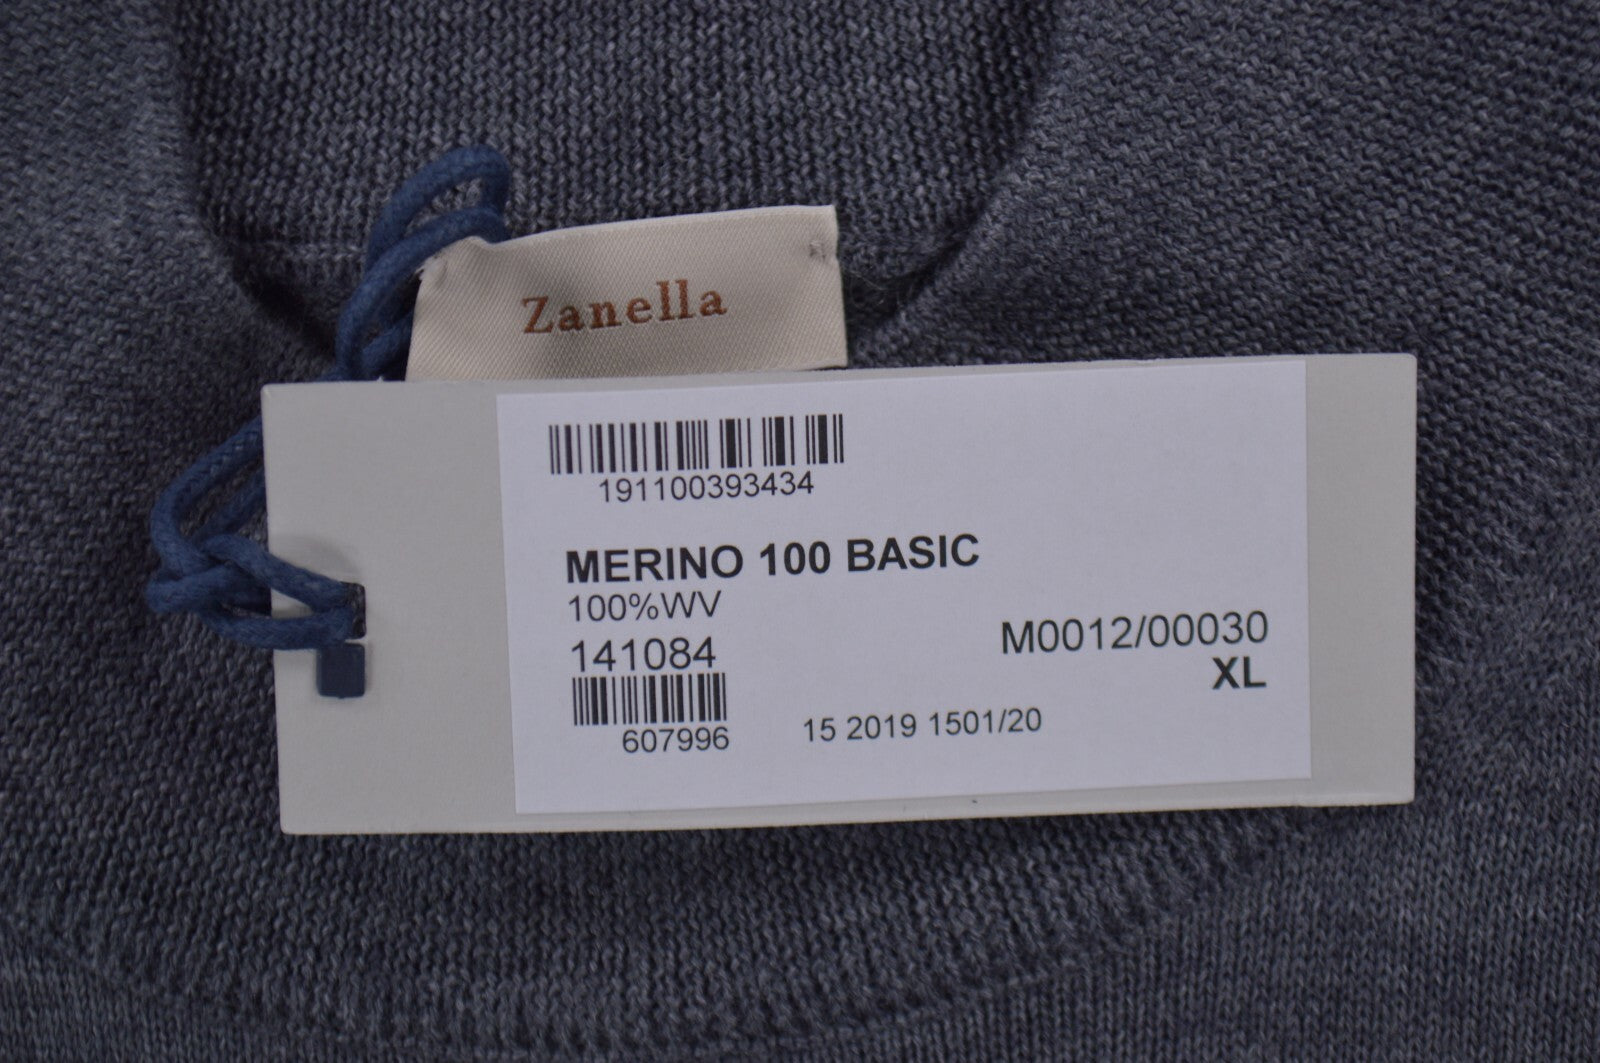 Zanella
191100393434
MERINO 100 BASIC
100%WV
141084
M0012/00030
XL
607996
15 2019 1501/20